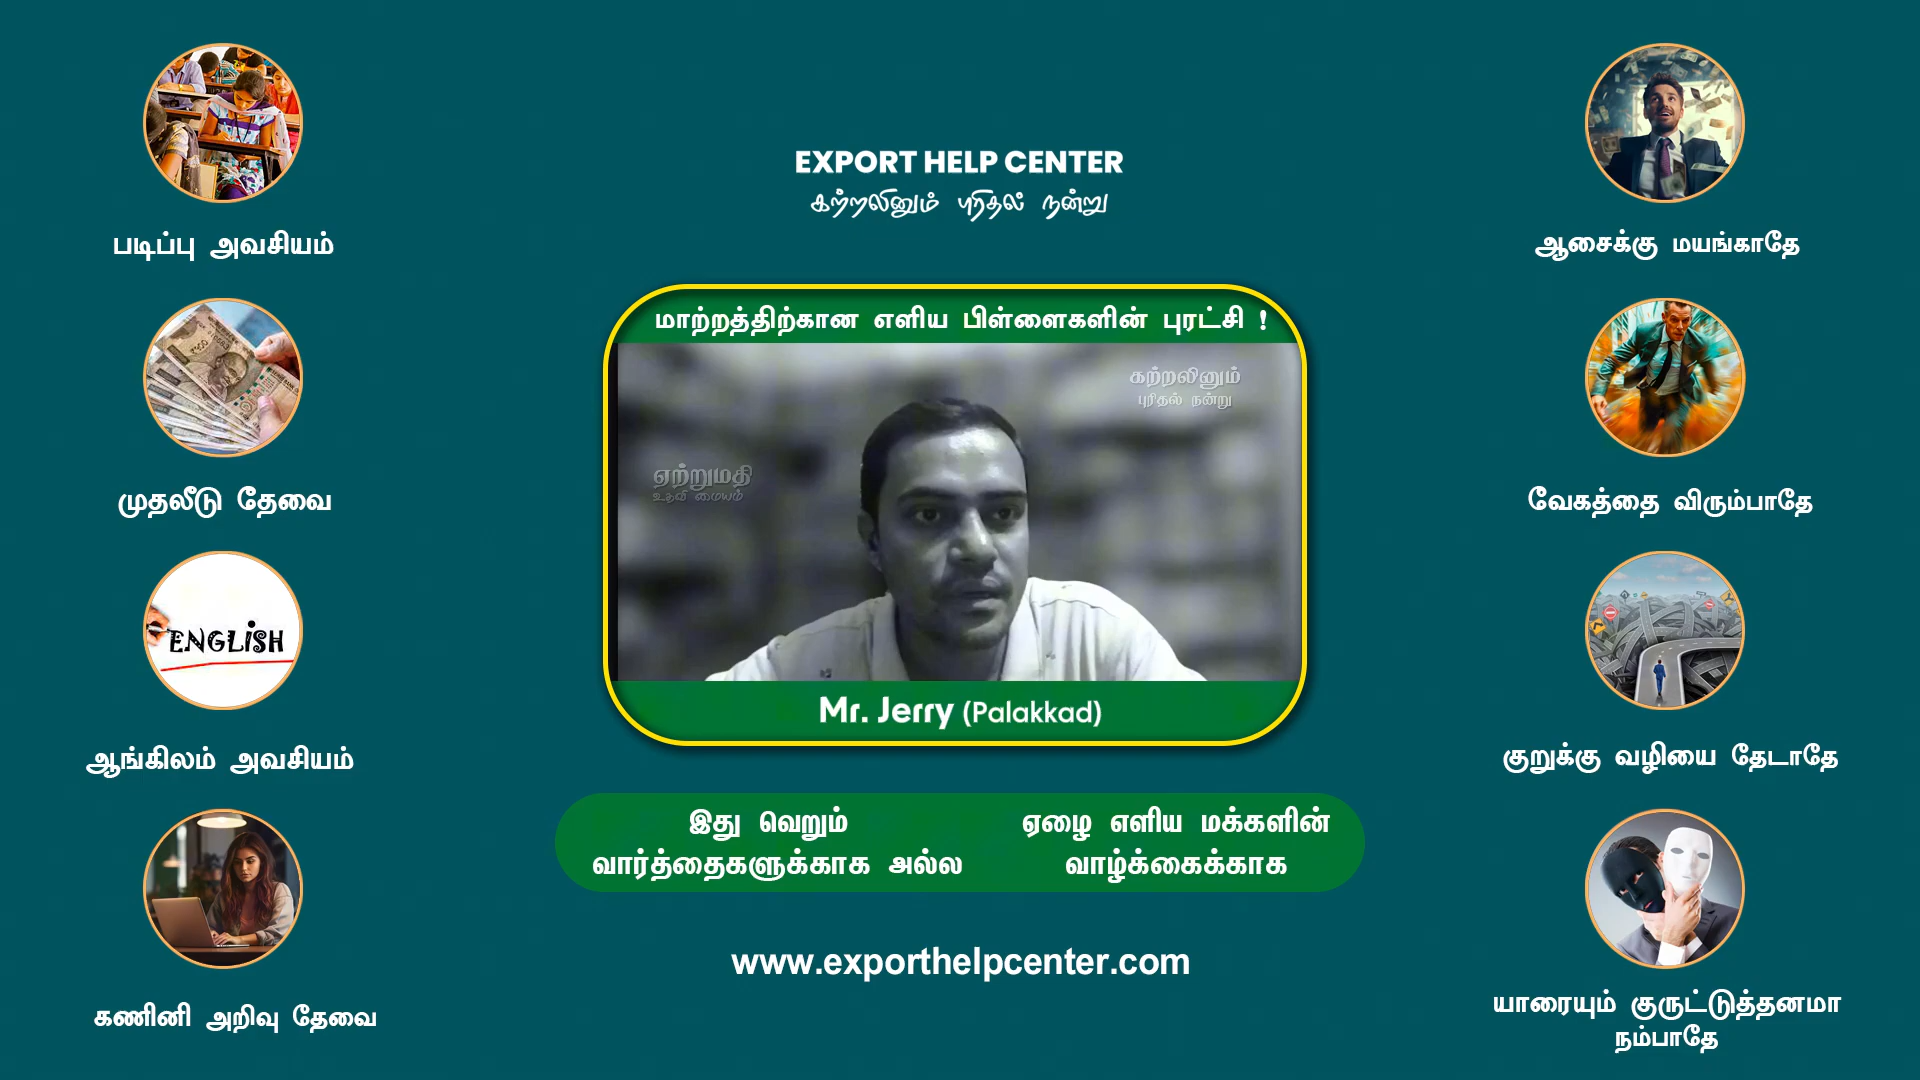 EXPORT HELP CENTER
கற்றலினும் புரிதல் நன்று
படிப்பு அவசியம்
முதலீடு தேவை
ENGLISH
ஆங்கிலம் அவசியம்
கணினி அறிவு தேவை
மாற்றத்திற்கான எளிய பிள்ளைகளின் புரட்சி !
கற்றலினும்
புரிதல் நன்று
ஏற்றுமதி
உதவி மையம்
Mr. Jerry (Palakkad)
இது வெறும்
வார்த்தைகளுக்காக அல்ல
ஏழை எளிய மக்களின்
வாழ்க்கைக்காக
www.exporthelpcenter.com
ஆசைக்கு மயங்காதே
வேகத்தை விரும்பாதே
குறுக்கு வழியை தேடாதே
யாரையும் குருட்டுத்தனமா
நம்பாதே